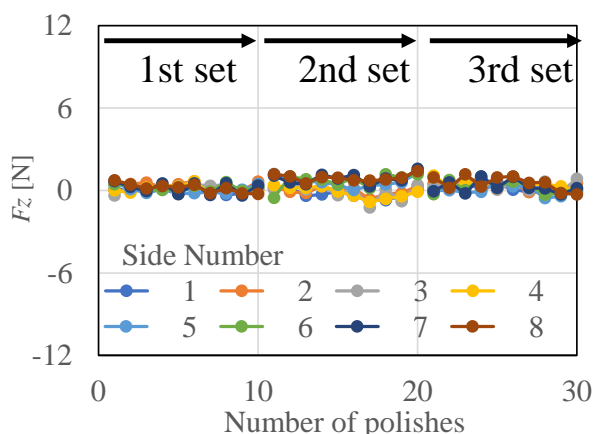 12
1st set 2nd set 3rd set
6
Fz [N]
0
Side Number
-6
1 2 3 4
5 6 7 8
-12
0 10 20 30
Number of polishes